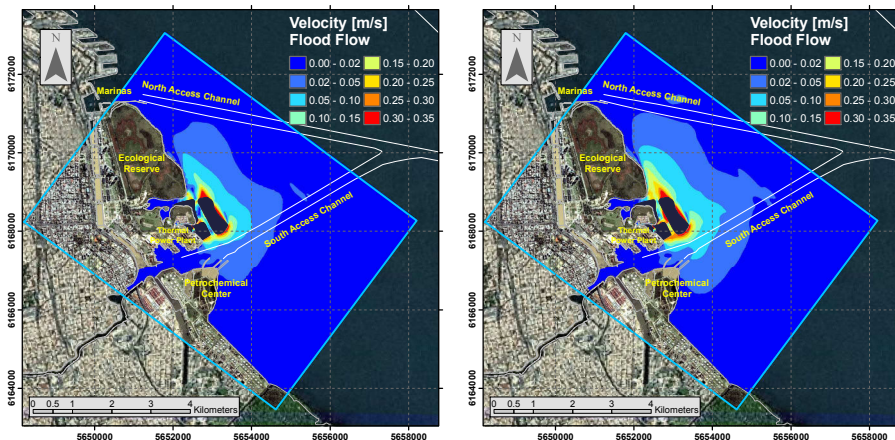 Velocity [m/s]
Flood Flow
0.00 - 0.02 0.15 - 0.20
0.02 - 0.05 0.20 - 0.25
0.05 - 0.10 0.25 - 0.30
0.10 - 0.15 0.30 - 0.35
N
Marinas
North Access Channel
Ecological
Reserve
Thermal
Power Plant
South Access Channel
Petrochemical
Center
0 0.5 1 2 3 4
Kilometers
6172000
6170000
6168000
6166000
6164000
5650000 5652000 5654000 5656000 5658000
Velocity [m/s]
Flood Flow
0.00 - 0.02 0.15 - 0.20
0.02 - 0.05 0.20 - 0.25
0.05 - 0.10 0.25 - 0.30
0.10 - 0.15 0.30 - 0.35
N
Marinas
North Access Channel
Ecological
Reserve
Thermal
Power Plant
South Access Channel
Petrochemical
Center
0 0.5 1 2 3 4
Kilometers
6172000
6170000
6168000
6166000
6164000
5650000 5652000 5654000 5656000 5658000